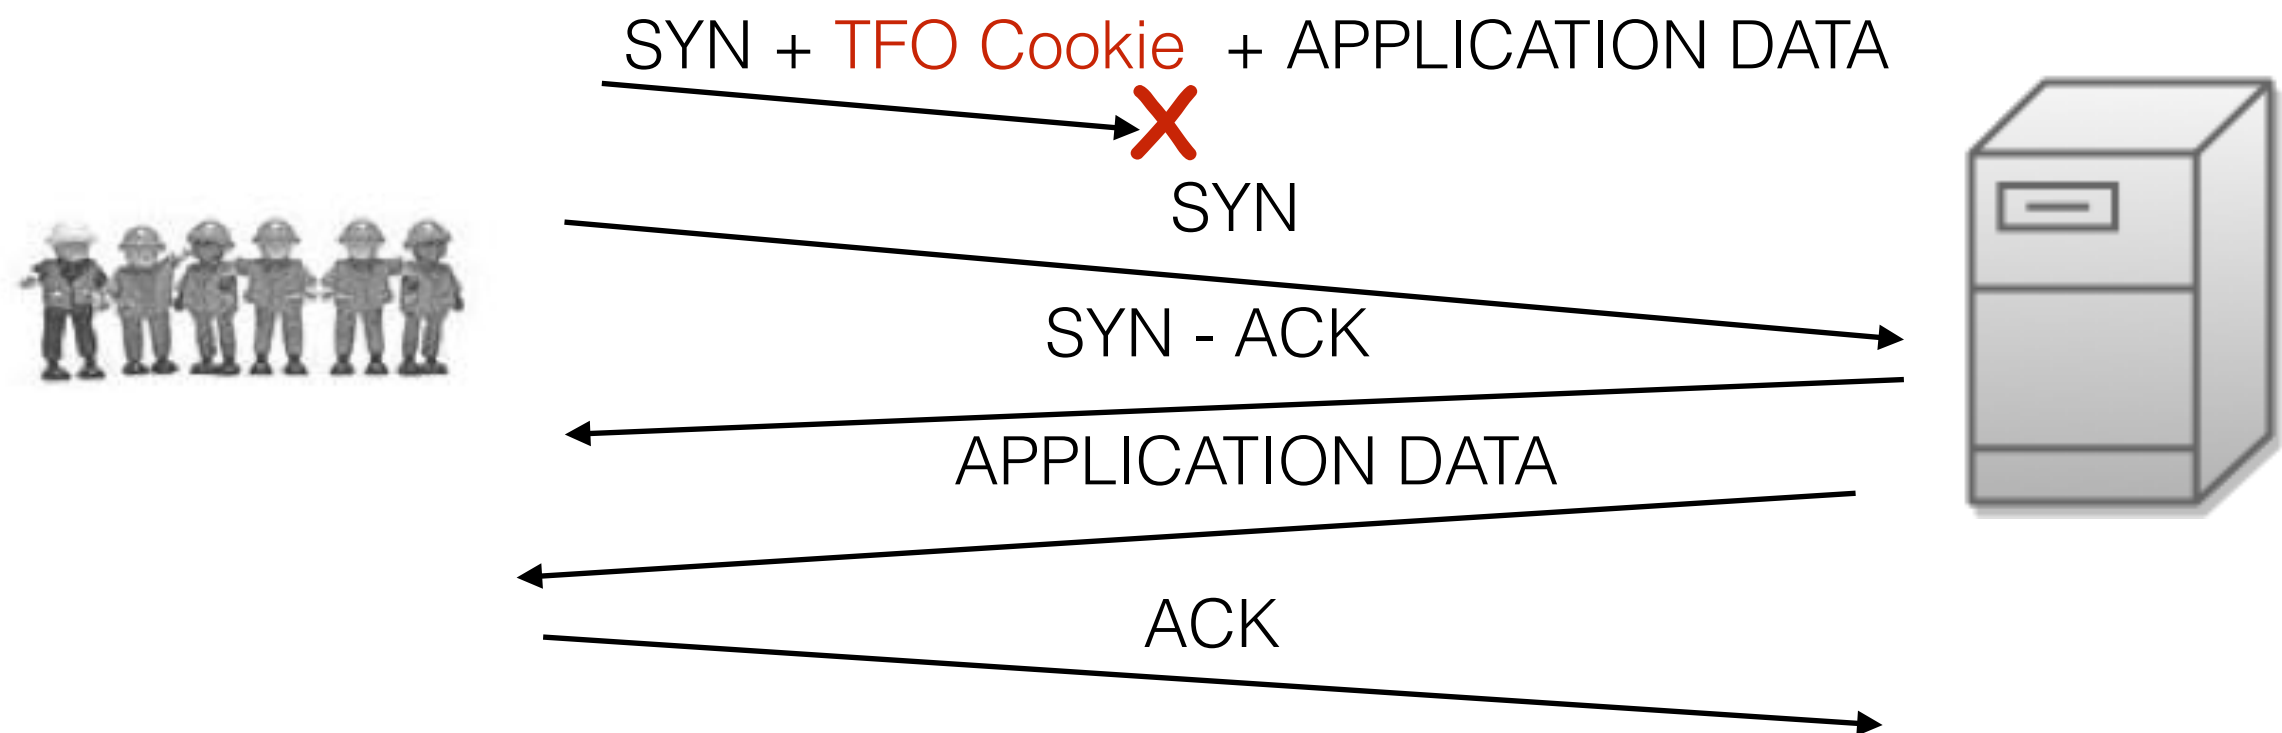 SYN + TFO Cookie + APPLICATION DATA
SYN
SYN - ACK
APPLICATION DATA
ACK